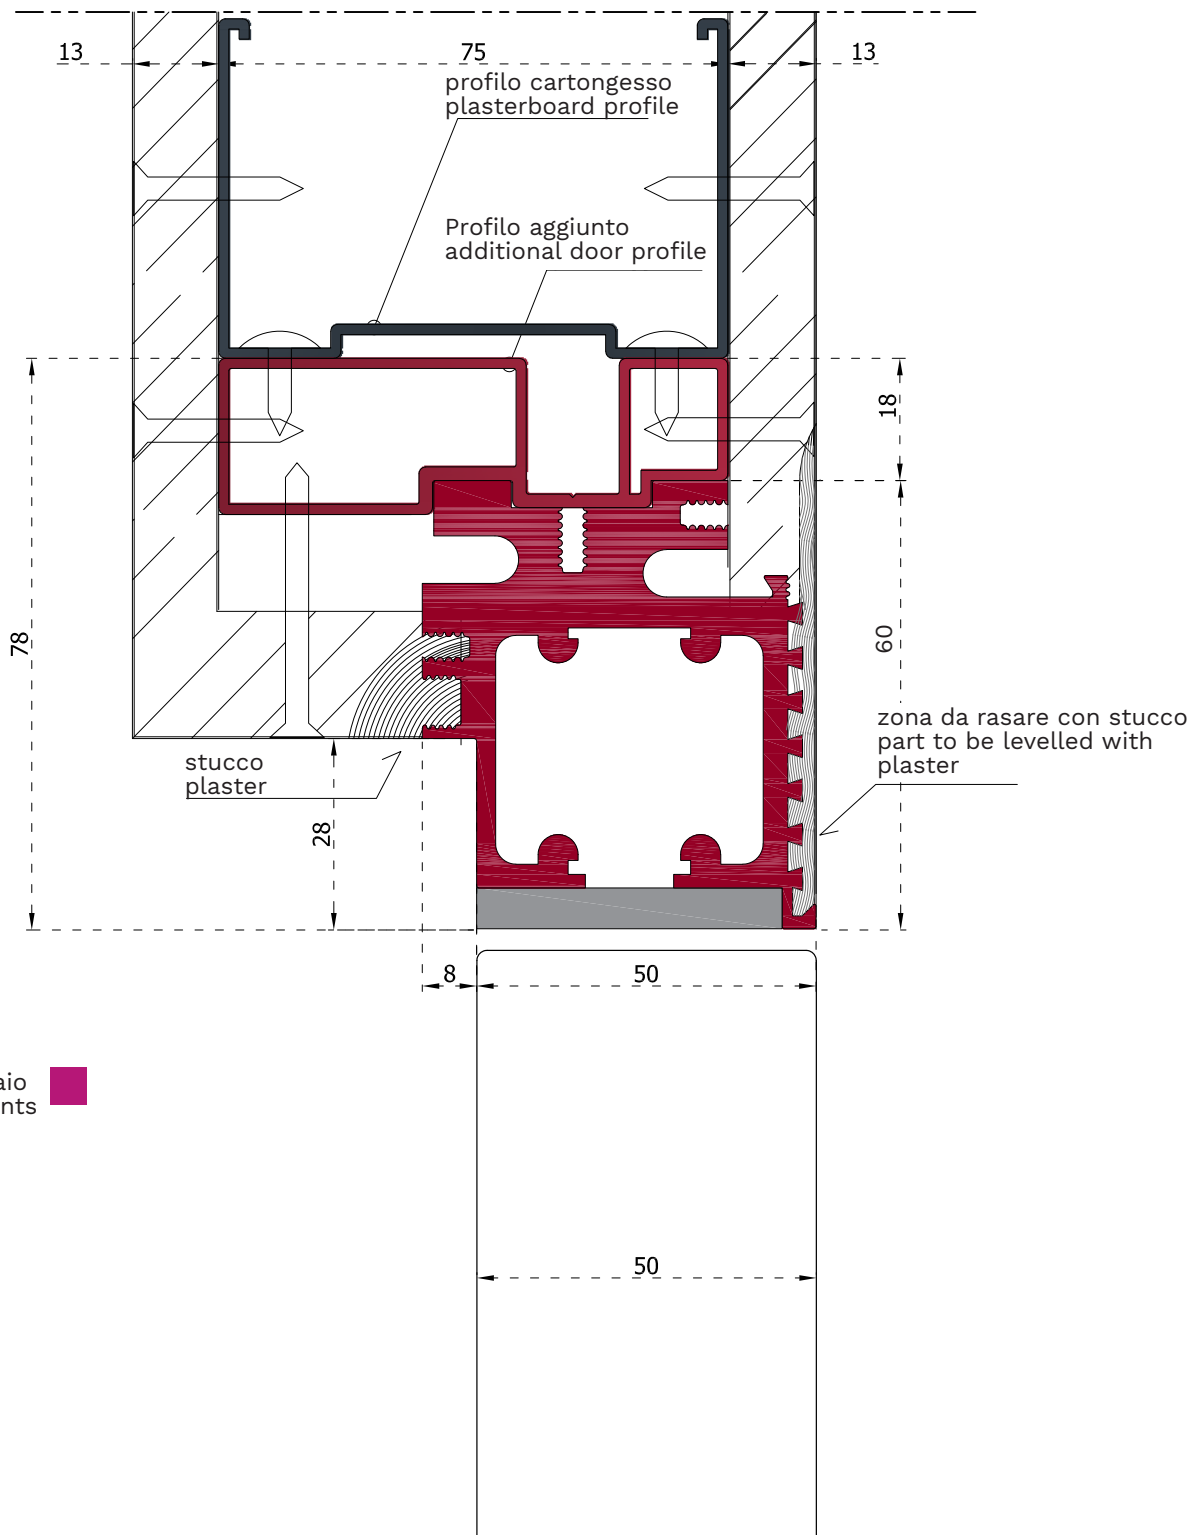 13
75
13
profilo cartongesso
plasterboard profile
Profilo aggiunto
additional door profile
18
78
60
zona da rasare con stucco
part to be levelled with
plaster
stucco
plaster
28
8
50
aio
nts
50